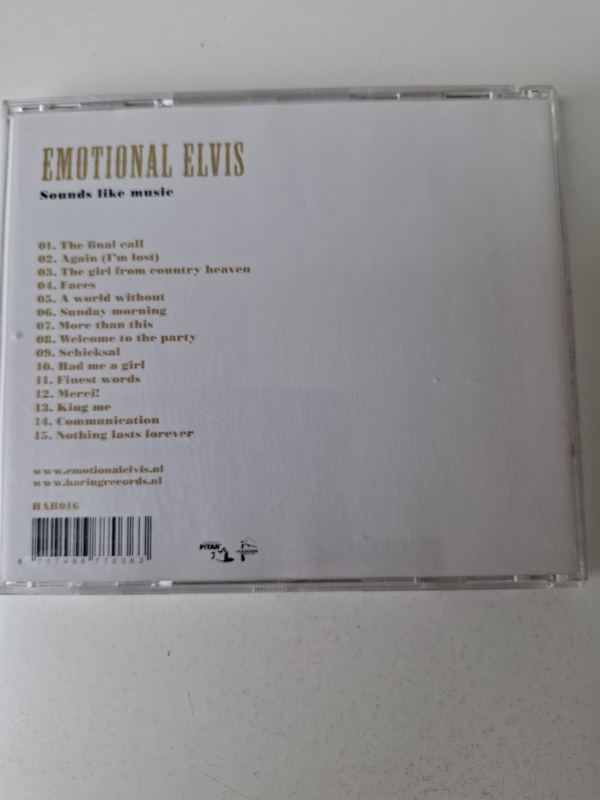 EMOTIONAL ELVIS
Sounds like music
01. The final call
02. Again (I'm lost)
03. The girl from country heaven
04. Faces
05. A world without
06. Sunday morning
07. More than this
08. Welcome to the party
09. Schicksal
10. Had me a girl
11. Finest words
12. Merci!
13. King me
14. Communication
15. Nothing lasts forever
www.emotionalelvis.nl
www.haringrecords.nl
HAR016
PITAR